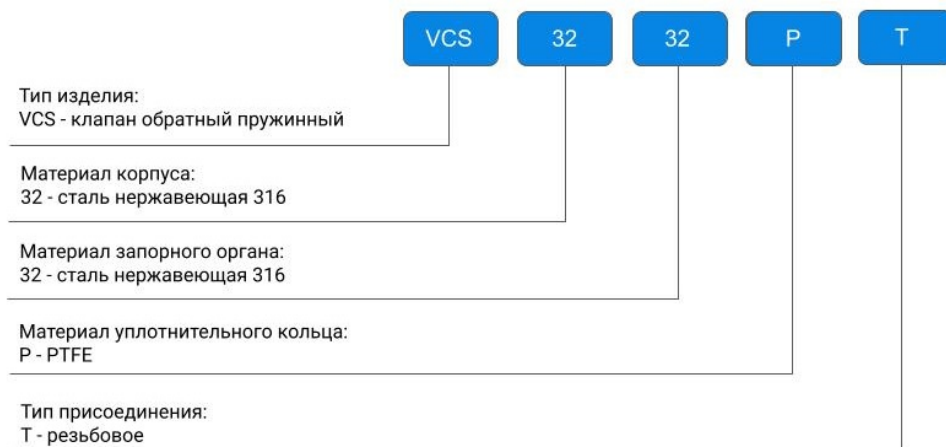 VCS 32 32 P T
Тип изделия:
VCS - клапан обратный пружинный
Материал корпуса:
32 - сталь нержавеющая 316
Материал запорного органа:
32 - сталь нержавеющая 316
Материал уплотнительного кольца:
P - PTFE
Тип присоединения:
T - резьбовое